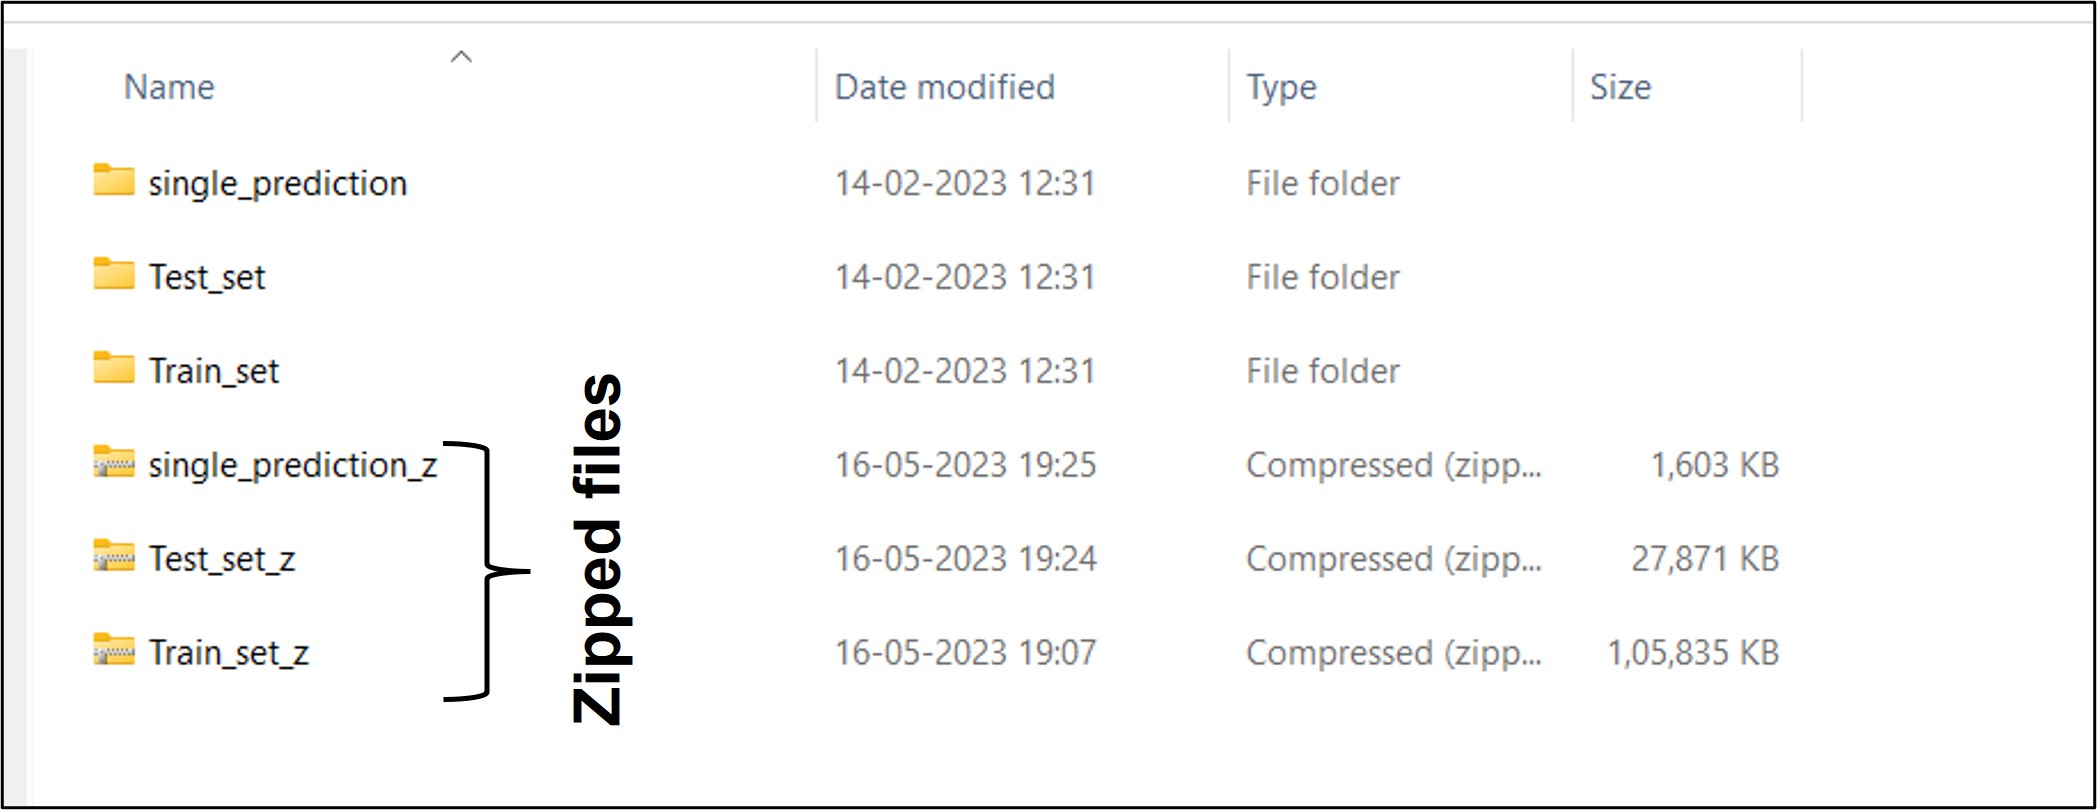 Name Date modified Type Size
single_prediction 14-02-2023 12:31 File folder
Test_set 14-02-2023 12:31 File folder
Train_set 14-02-2023 12:31 File folder
single_prediction_z 16-05-2023 19:25 Compressed (zipp... 1,603 KB
Test_set_z 16-05-2023 19:24 Compressed (zipp... 27,871 KB
Train_set_z 16-05-2023 19:07 Compressed (zipp... 1,05,835 KB
Zipped files